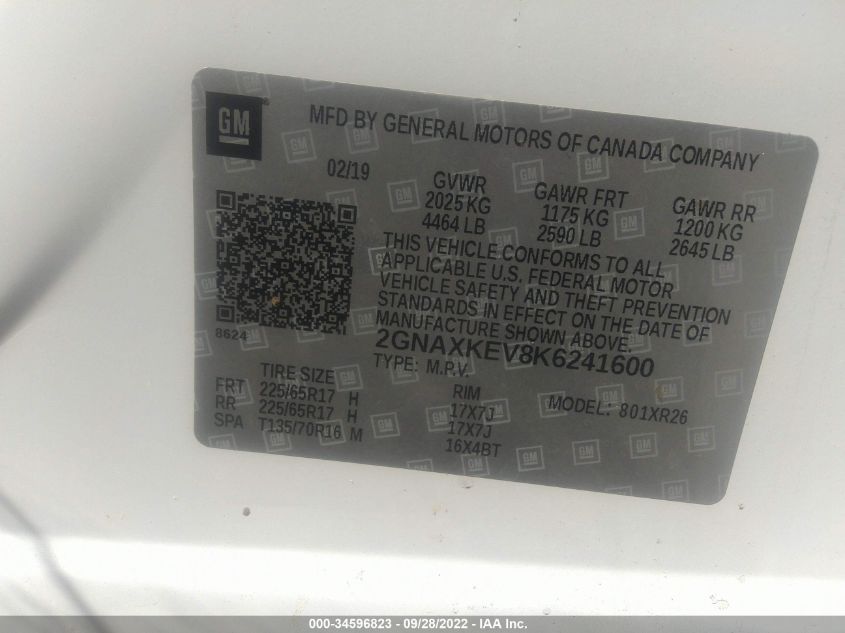 GM
MFD BY GENERAL MOTORS OF CANADA COMPANY
02/19
GVWR GAWR FRT GAWR RR
2025 KG 1175 KG 1200 KG
4464 LB 2590 LB 2645 LB
THIS VEHICLE CONFORMS TO ALL
APPLICABLE U.S. FEDERAL MOTOR
VEHICLE SAFETY AND THEFT PREVENTION
STANDARDS IN EFFECT ON THE DATE OF
MANUFACTURE SHOWN ABOVE.
8624
2GNAXKEV8K6241600
TYPE: M.P.V.
MODEL: 801XR26
TIRE SIZE RIM
FRT 225/65R17 H 17X7J
RR 225/65R17 H 17X7J
SPA T135/70R16 M 16X4BT
000-34596823 - 09/28/2022 - IAA Inc.